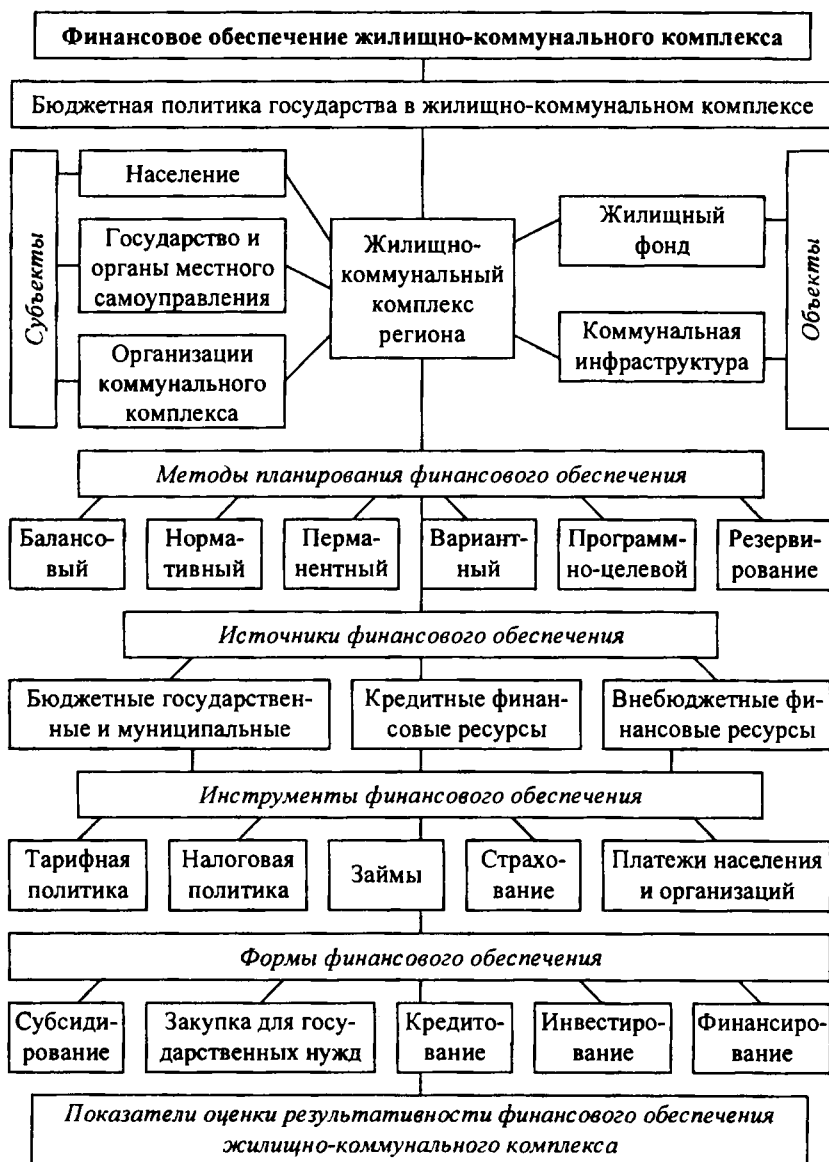 Финансовое обеспечение жилищно-коммунального комплекса
Бюджетная политика государства в жилищно-коммунальном комплексе
Субъекты
Население
Государство и
органы местного
самоуправления
Организации
коммунального
комплекса
Жилищно-
коммунальный
комплекс
региона
Жилищный
фонд
Коммунальная
инфраструктура
Объекты
Методы планирования финансового обеспечения
Балансо-
вый
Норма-
тивный
Перма-
нентный
Вариант-
ный
Программ-
но-целевой
Резерви-
рование
Источники финансового обеспечения
Бюджетные государствен-
ные и муниципальные
Кредитные финан-
совые ресурсы
Внебюджетные фи-
нансовые ресурсы
Инструменты финансового обеспечения
Тарифная
политика
Налоговая
политика
Займы
Страхо-
вание
Платежи населения
и организаций
Формы финансового обеспечения
Субсиди-
рование
Закупка для госу-
дарственных нужд
Кредито-
вание
Инвестиро-
вание
Финансиро-
вание
Показатели оценки результативности финансового обеспечения
жилищно-коммунального комплекса